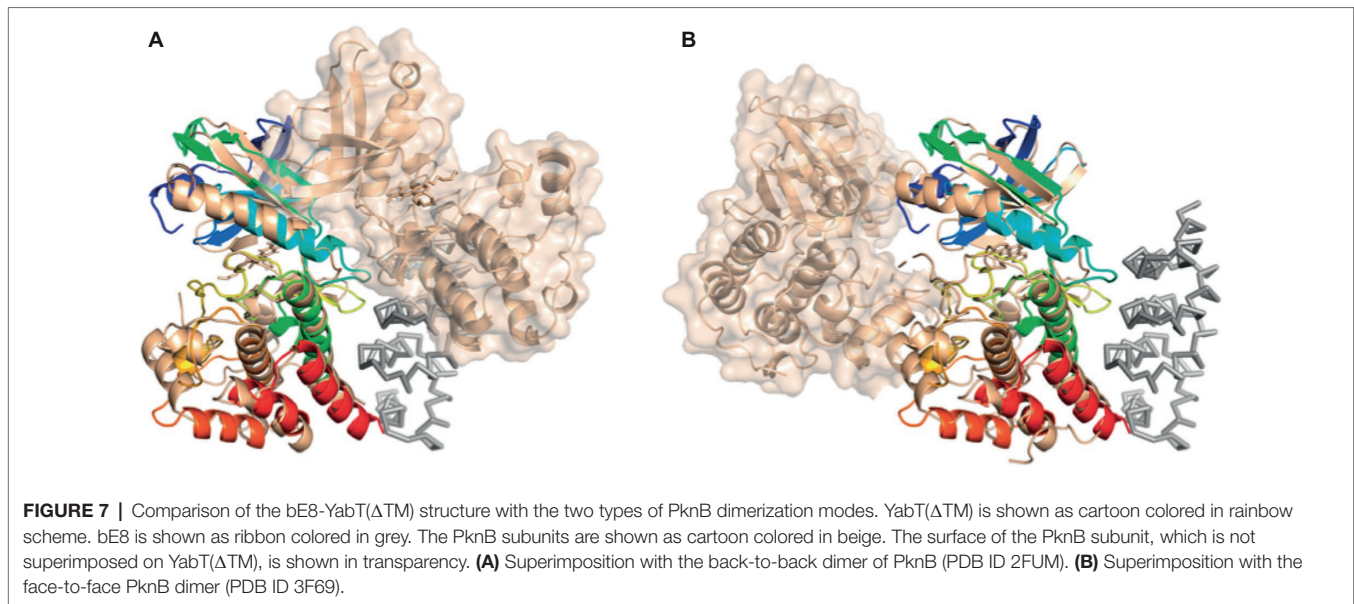 A
B
FIGURE 7 | Comparison of the bE8-YabT(ΔTM) structure with the two types of PknB dimerization modes. YabT(ΔTM) is shown as cartoon colored in rainbow
scheme. bE8 is shown as ribbon colored in grey. The PknB subunits are shown as cartoon colored in beige. The surface of the PknB subunit, which is not
superimposed on YabT(ΔTM), is shown in transparency. (A) Superimposition with the back-to-back dimer of PknB (PDB ID 2FUM). (B) Superimposition with the
face-to-face PknB dimer (PDB ID 3F69).